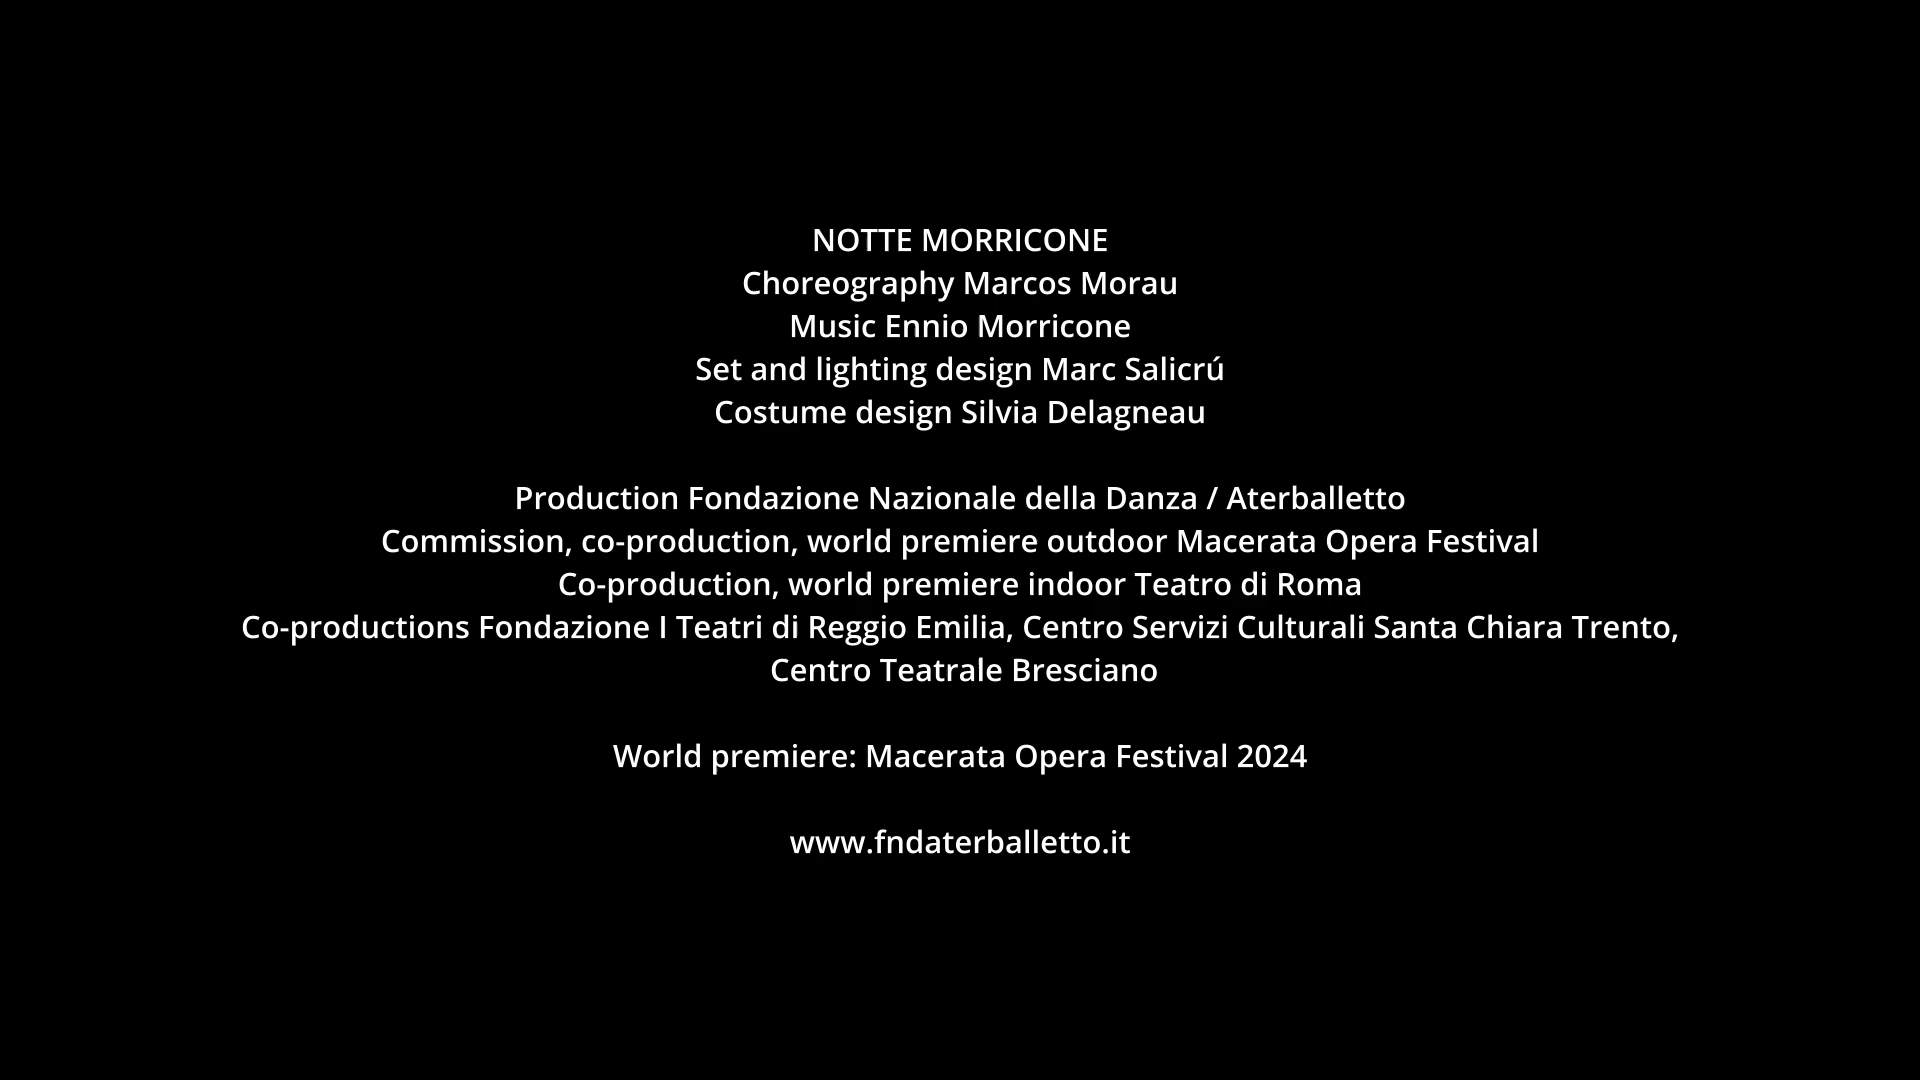 NOTTE MORRICONE
Choreography Marcos Morau
Music Ennio Morricone
Set and lighting design Marc Salicrú
Costume design Silvia Delagneau
Production Fondazione Nazionale della Danza / Aterballetto
Commission, co-production, world premiere outdoor Macerata Opera Festival
Co-production, world premiere indoor Teatro di Roma
Co-productions Fondazione I Teatri di Reggio Emilia, Centro Servizi Culturali Santa Chiara Trento,
Centro Teatrale Bresciano
World premiere: Macerata Opera Festival 2024
www.fndaterballetto.it